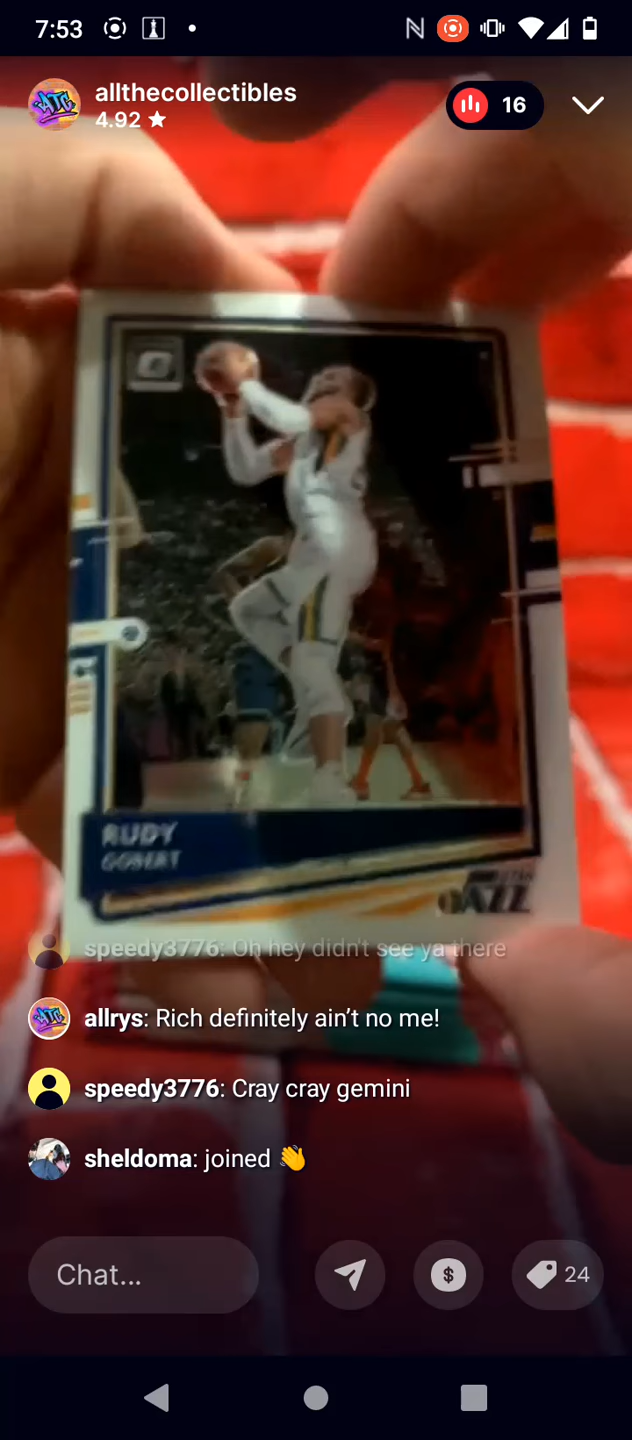 7:53
allthecollectibles
4.92 ★
16
RUDY
GOBERT
JAZZ
speedy3776: Oh hey didn't see ya there
allrys: Rich definitely ain't no me!
speedy3776: Cray cray gemini
sheldoma: joined 👋
Chat...
24